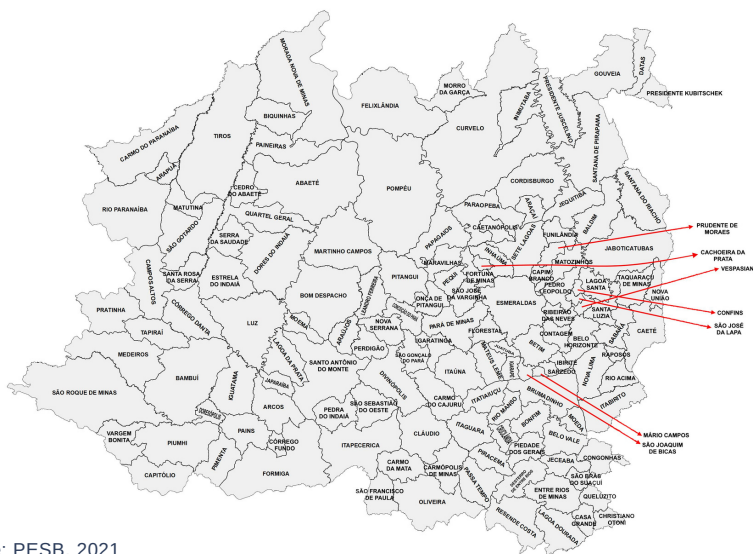 MORADA NOVA DE MINAS
FELIXLÂNDIA
MORRO
DA GARÇA
INIMUTABA
PRESIDENTE JUSCELINO
GOUVEIA
DATAS
PRESIDENTE KUBITSCHEK
CARMO DO PARANAÍBA
TIROS
BIQUINHAS
PAINEIRAS
CURVELO
SANTANA DE PIRAPAMA
ARAPUÁ
CEDRO
DO ABAETÉ
ABAETÉ
POMPÉU
CORDISBURGO
SANTANA DO RIACHO
RIO PARANAÍBA
MATUTINA
QUARTEL GERAL
PARAOPEBA
ARAÇAÍ
JEQUITIBÁ
SÃO GOTARDO
SERRA
DA SAUDADE
DORES DO INDAIÁ
MARTINHO CAMPOS
PAPAGAIOS
CAETANÓPOLIS
SETE LAGOAS
FUNILÂNDIA
BALDIM
JABOTICATUBAS
PRUDENTE DE
MORAES
CAMPOS ALTOS
SANTA ROSA
DA SERRA
ESTRELA
DO INDAIÁ
PITANGUI
MARAVILHAS
PEQUI
INHAÚMA
FORTUNA
DE MINAS
MATOZINHOS
CACHOEIRA DA
PRATA
CAPIM
BRANCO
PEDRO
LEOPOLDO
LAGOA
SANTA
TAQUARAÇU
DE MINAS
NOVA
UNIÃO
VESPASIAN
PRATINHA
CÓRREGO DANTA
BOM DESPACHO
LEANDRO FERREIRA
ONÇA DE
PITANGUI
SÃO JOSÉ
DA VARGINHA
ESMERALDAS
RIBEIRÃO
DAS NEVES
SANTA
LUZIA
CONFINS
TAPIRAÍ
LUZ
MOEMA
ARAÚJOS
NOVA
SERRANA
PARÁ DE MINAS
FLORESTAL
CONTAGEM
BELO
HORIZONTE
SABARÁ
CAETÉ
SÃO JOSÉ
DA LAPA
MEDEIROS
BAMBUÍ
IGUATAMA
LAGOA DA PRATA
JAPARAÍBA
SANTO ANTÔNIO
DO MONTE
PERDIGÃO
IGARATINGA
SÃO GONÇALO
DO PARÁ
MATEUS LEME
BETIM
IBIRITÉ
SARZEDO
NOVA LIMA
RAPOSOS
RIO ACIMA
SÃO ROQUE DE MINAS
ARCOS
DIVINÓPOLIS
ITAÚNA
ITATIAIUÇU
BRUMADINHO
ITABIRITO
PEDRA
DO INDAIÁ
SÃO SEBASTIÃO
DO OESTE
CARMO
DO CAJURU
RIO MANSO
BONFIM
MOEDA
VARGEM
BONITA
PIUMHI
PAINS
CÓRREGO
FUNDO
ITAPECERICA
CLÁUDIO
ITAGUARA
BELO VALE
MÁRIO CAMPOS
SÃO JOAQUIM
DE BICAS
CAPITÓLIO
PIMENTA
FORMIGA
CARMO
DA MATA
CARMÓPOLIS
DE MINAS
PIRACEMA
PIEDADE
DOS GERAIS
JECEABA
CONGONHAS
SÃO FRANCISCO
DE PAULA
OLIVEIRA
PASSA TEMPO
ENTRE RIOS
DE MINAS
SÃO BRÁS
DO SUAÇUÍ
QUELUZITO
RESENDE COSTA
LAGOA DOURADA
CASA
GRANDE
CHRISTIANO
OTONI
: PESB, 2021